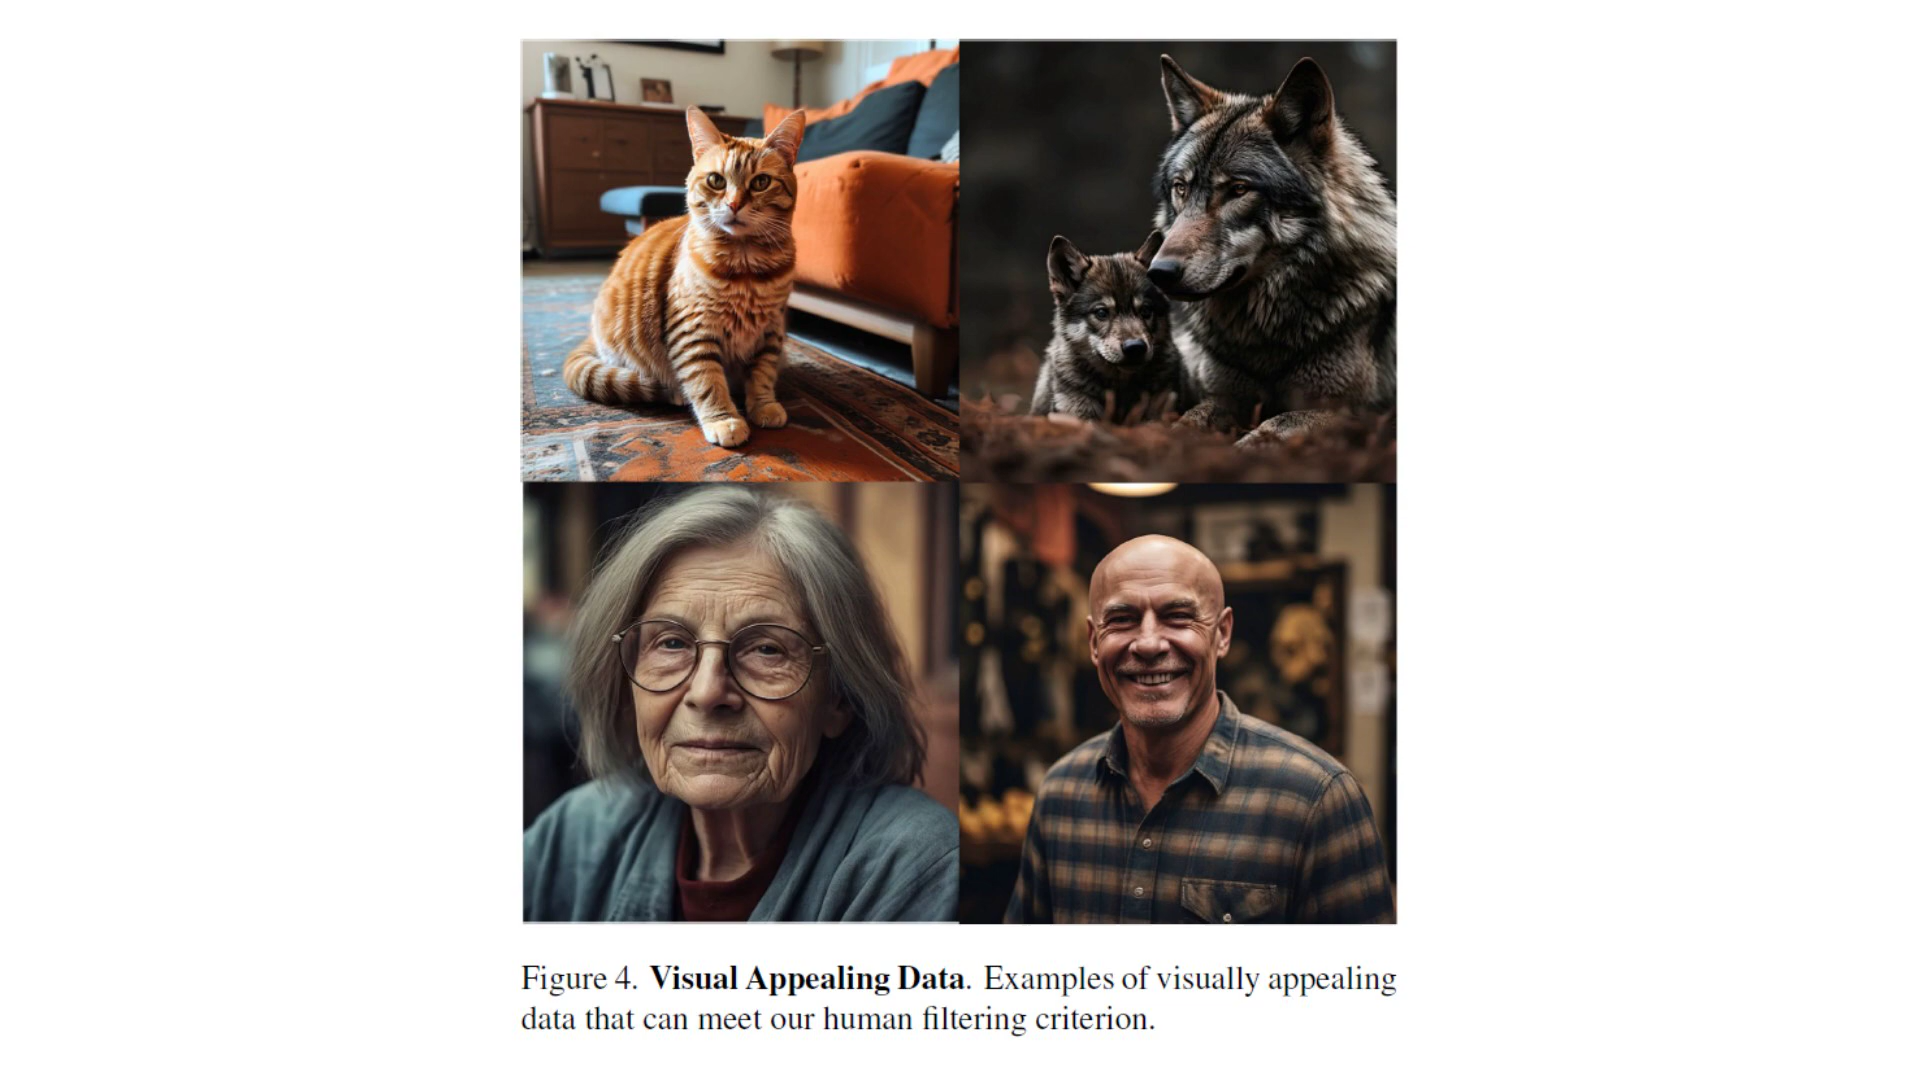 Figure 4. Visual Appealing Data. Examples of visually appealing
data that can meet our human filtering criterion.